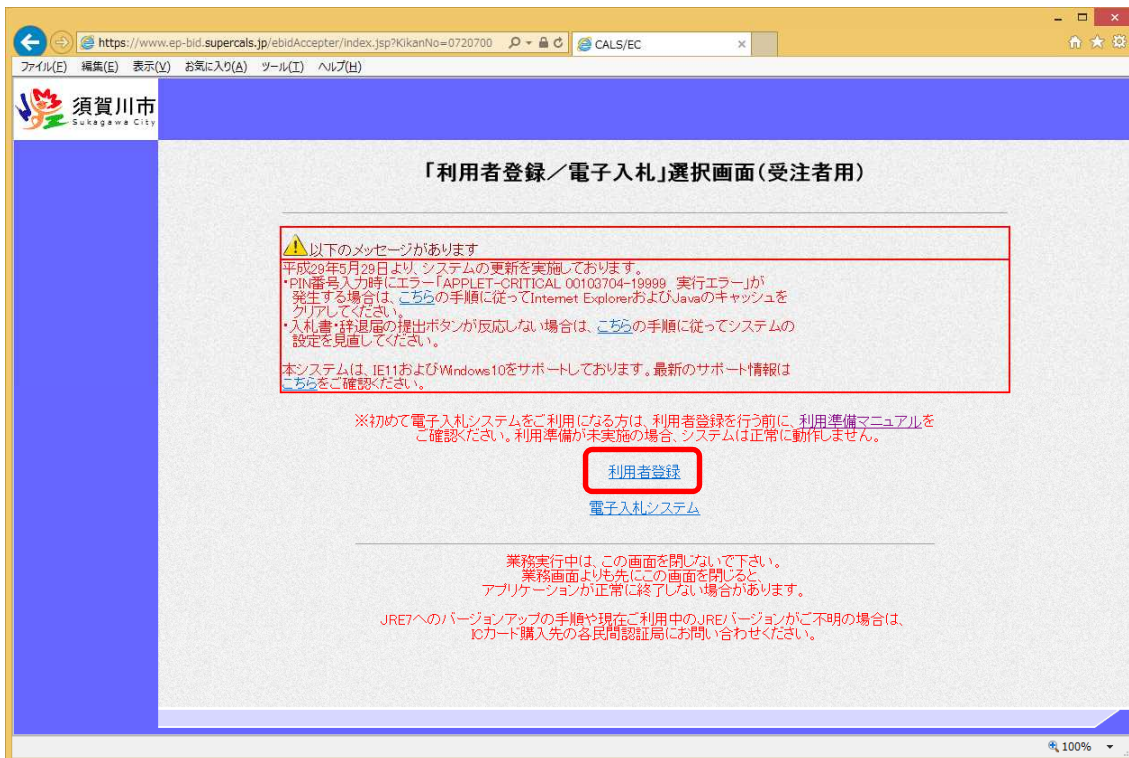 https://www.ep-bid.supercals.jp/ebidAccepter/index.jsp?KikanNo=0720700
CALS/EC
ファイル(F) 編集(E) 表示(V) お気に入り(A) ツール(T) ヘルプ(H)
須賀川市
Sukagawa City
「利用者登録／電子入札」選択画面(受注者用)
以下のメッセージがあります
平成29年5月29日より、システムの更新を実施しております。
・PIN番号入力時にエラー「APPLET-CRITICAL 00103704-19999 実行エラー」が
発生する場合は、こちらの手順に従ってInternet ExplorerおよびJavaのキャッシュを
クリアしてください。
・入札書・辞退届の提出ボタンが反応しない場合は、こちらの手順に従ってシステムの
設定を見直してください。
本システムは、IE11およびWindows10をサポートしております。最新のサポート情報は
こちらをご確認ください。
※初めて電子入札システムをご利用になる方は、利用者登録を行う前に、利用準備マニュアルを
ご確認ください。利用準備が未実施の場合、システムは正常に動作しません。
利用者登録
電子入札システム
業務実行中は、この画面を閉じないで下さい。
業務画面よりも先にこの画面を閉じると、
アプリケーションが正常に終了しない場合があります。
JRE7へのバージョンアップの手順や現在ご利用中のJREバージョンがご不明の場合は、
ICカード購入先の各民間認証局にお問い合わせください。
100%